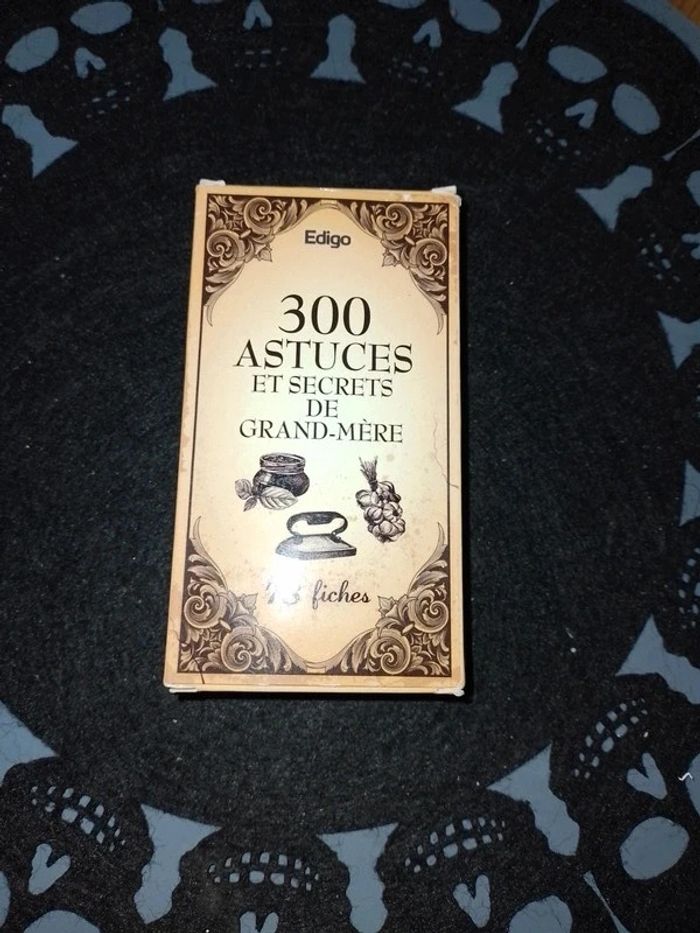 Edigo
300
ASTUCES
ET SECRETS
DE
GRAND-MÈRE
fiches